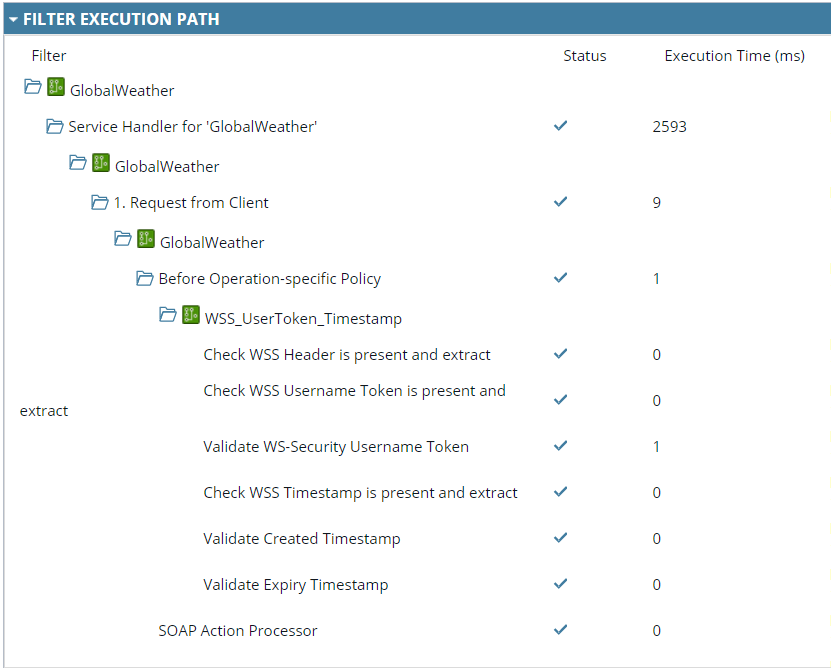 FILTER EXECUTION PATH
Filter Status Execution Time (ms)
GlobalWeather
Service Handler for 'GlobalWeather' 2593
GlobalWeather
1. Request from Client 9
GlobalWeather
Before Operation-specific Policy 1
WSS_UserToken_Timestamp
Check WSS Header is present and extract 0
Check WSS Username Token is present and
extract 0
Validate WS-Security Username Token 1
Check WSS Timestamp is present and extract 0
Validate Created Timestamp 0
Validate Expiry Timestamp 0
SOAP Action Processor 0